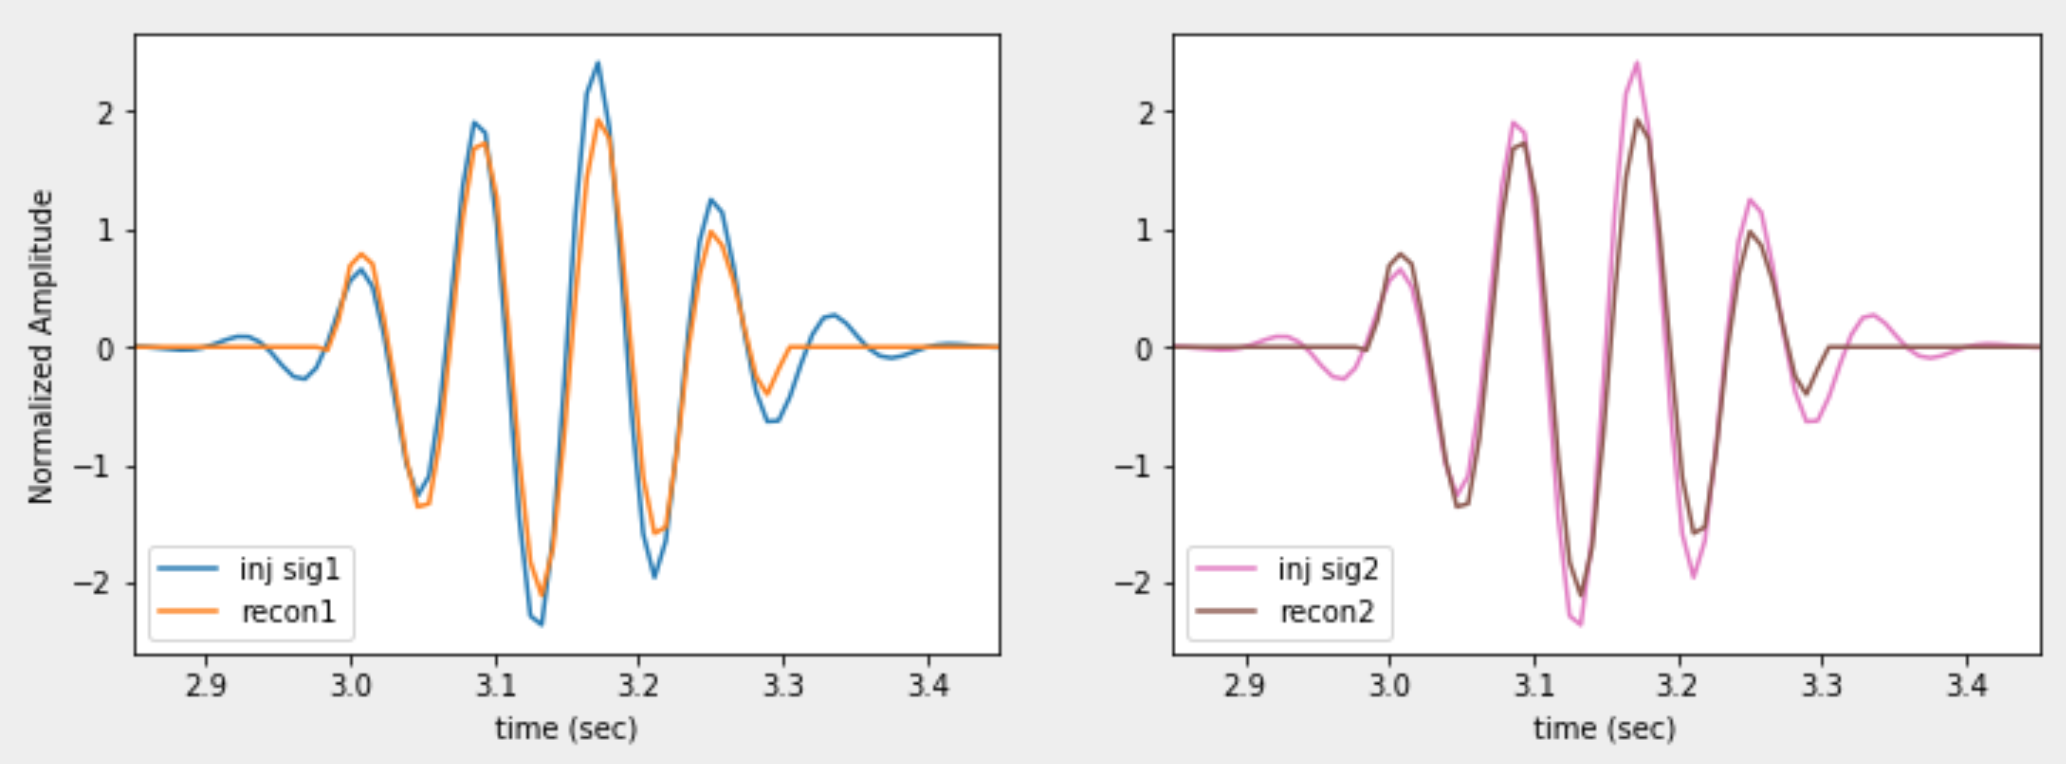 Normalized Amplitude
2
1
0
−1
−2
inj sig1
recon1
2.9 3.0 3.1 3.2 3.3 3.4
time (sec)
2
1
0
−1
−2
inj sig2
recon2
2.9 3.0 3.1 3.2 3.3 3.4
time (sec)